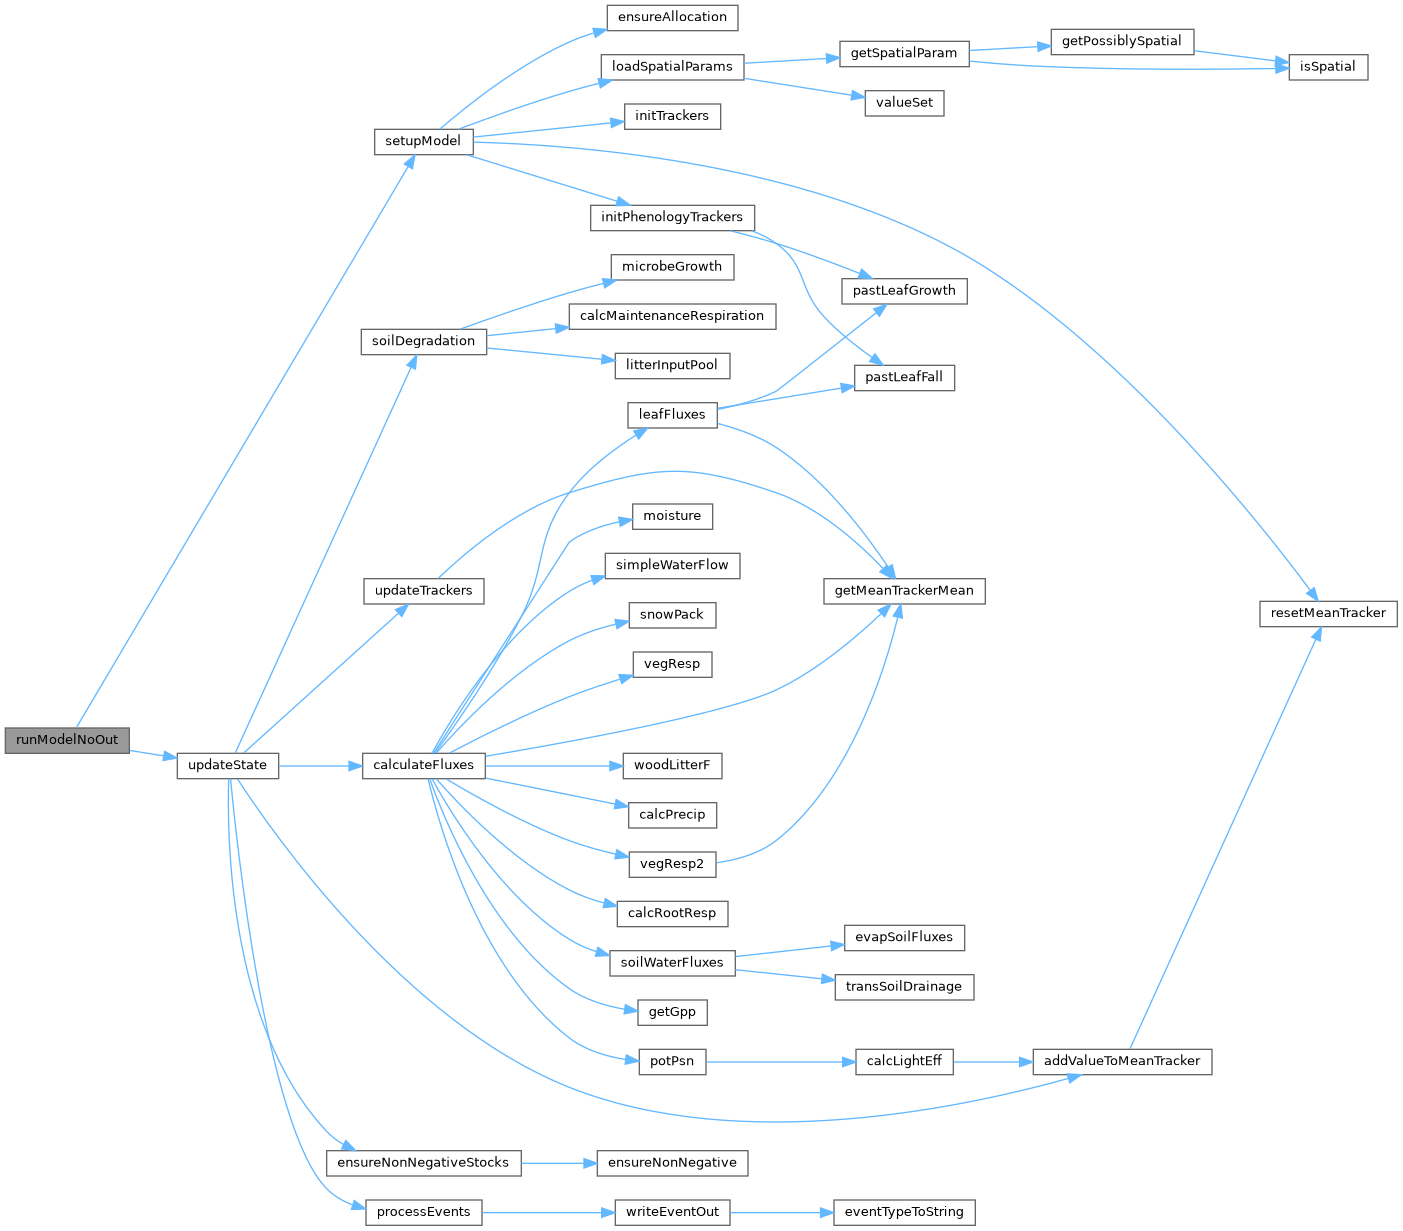 ensureAllocation
loadSpatialParams
getSpatialParam
getPossiblySpatial
isSpatial
valueSet
initTrackers
setupModel
initPhenologyTrackers
microbeGrowth
pastLeafGrowth
calcMaintenanceRespiration
soilDegradation
litterInputPool
pastLeafFall
leafFluxes
moisture
simpleWaterFlow
updateTrackers
getMeanTrackerMean
snowPack
resetMeanTracker
vegResp
runModelNoOut
updateState
calculateFluxes
woodLitterF
calcPrecip
vegResp2
calcRootResp
evapSoilFluxes
soilWaterFluxes
transSoilDrainage
getGpp
potPsn
calcLightEff
addValueToMeanTracker
ensureNonNegativeStocks
ensureNonNegative
processEvents
writeEventOut
eventTypeToString